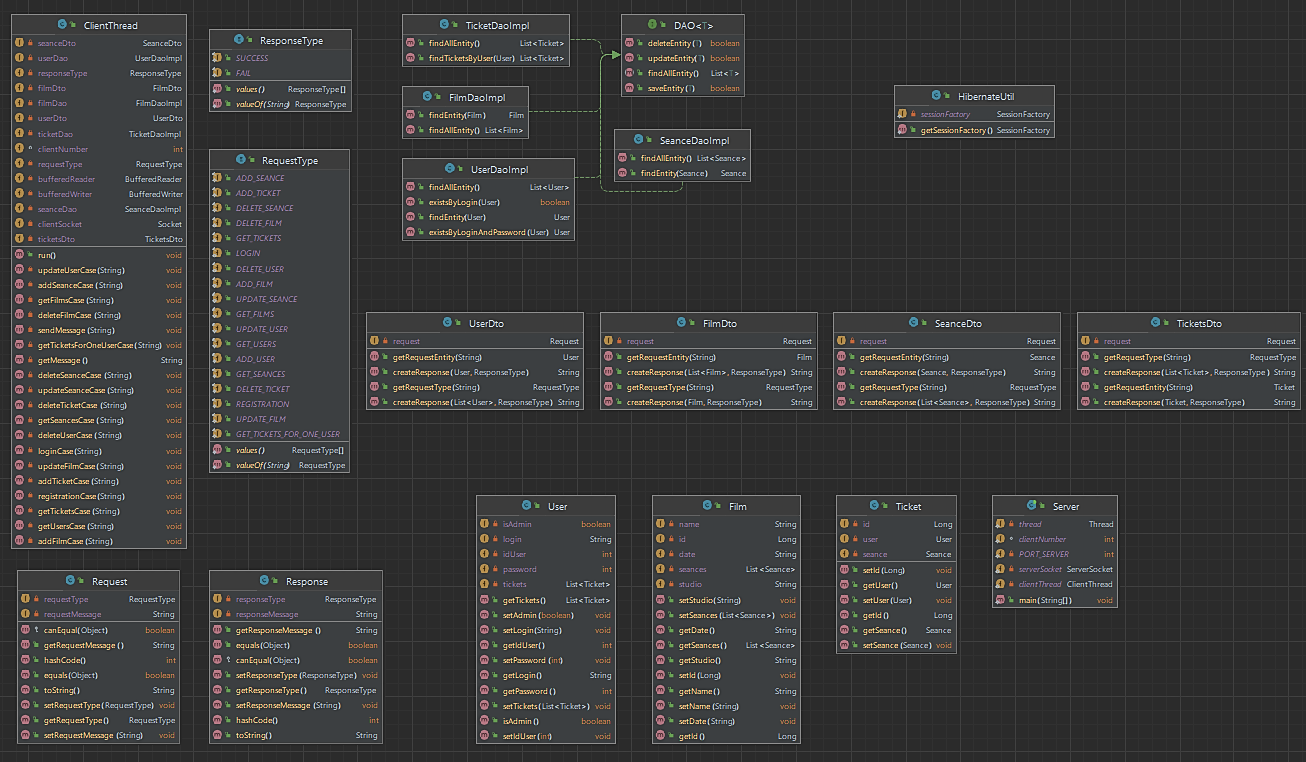 ClientThread
seanceDto SeanceDto
userDao UserDaoImpl
responseType ResponseType
filmDto FilmDto
filmDao FilmDaoImpl
userDto UserDto
ticketDao TicketDaoImpl
clientNumber int
requestType RequestType
bufferedReader BufferedReader
bufferedWriter BufferedWriter
seanceDao SeanceDaoImpl
clientSocket Socket
ticketsDto TicketsDto
run() void
updateUserCase(String) void
addSeanceCase(String) void
getFilmsCase(String) void
deleteFilmCase(String) void
sendMessage(String) void
getTicketsForOneUserCase(String) void
getMessage() String
deleteSeanceCase(String) void
updateSeanceCase(String) void
deleteTicketCase(String) void
getSeancesCase(String) void
deleteUserCase(String) void
loginCase(String) void
updateFilmCase(String) void
addTicketCase(String) void
registrationCase(String) void
getTicketsCase(String) void
getUsersCase(String) void
addFilmCase(String) void
ResponseType
SUCCESS
FAIL
values() ResponseType[]
valueOf(String) ResponseType
RequestType
ADD_SEANCE
ADD_TICKET
DELETE_SEANCE
DELETE_FILM
GET_TICKETS
LOGIN
DELETE_USER
ADD_FILM
UPDATE_SEANCE
GET_FILMS
UPDATE_USER
GET_USERS
ADD_USER
GET_SEANCES
DELETE_TICKET
REGISTRATION
UPDATE_FILM
GET_TICKETS_FOR_ONE_USER
values() RequestType[]
valueOf(String) RequestType
TicketDaoImpl
findAllEntity() List<Ticket>
findTicketsByUser(User) List<Ticket>
FilmDaoImpl
findEntity(Film) Film
findAllEntity() List<Film>
UserDaoImpl
findAllEntity() List<User>
existsByLogin(User) boolean
findEntity(User) User
existsByLoginAndPassword(User) User
DAO<T>
deleteEntity(T) boolean
updateEntity(T) boolean
findAllEntity() List<T>
saveEntity(T) boolean
SeanceDaoImpl
findAllEntity() List<Seance>
findEntity(Seance) Seance
HibernateUtil
sessionFactory SessionFactory
getSessionFactory() SessionFactory
UserDto
request Request
getRequestEntity(String) User
createResponse(User, ResponseType) String
getRequestType(String) RequestType
createResponse(List<User>, ResponseType) String
FilmDto
request Request
getRequestEntity(String) Film
createResponse(List<Film>, ResponseType) String
getRequestType(String) RequestType
createResponse(Film, ResponseType) String
SeanceDto
request Request
getRequestEntity(String) Seance
createResponse(Seance, ResponseType) String
getRequestType(String) RequestType
createResponse(List<Seance>, ResponseType) String
TicketsDto
request Request
getRequestType(String) RequestType
createResponse(List<Ticket>, ResponseType) String
getRequestEntity(String) Ticket
createResponse(Ticket, ResponseType) String
Request
requestType RequestType
requestMessage String
canEqual(Object) boolean
getRequestMessage() String
hashCode() int
equals(Object) boolean
toString() String
setRequestType(RequestType) void
getRequestType() RequestType
setRequestMessage(String) void
Response
responseType ResponseType
responseMessage String
getResponseMessage() String
equals(Object) boolean
canEqual(Object) boolean
setResponseType(ResponseType) void
getResponseType() ResponseType
setResponseMessage(String) void
hashCode() int
toString() String
User
isAdmin boolean
login String
idUser int
password int
tickets List<Ticket>
getTickets() List<Ticket>
setAdmin(boolean) void
setLogin(String) void
getIdUser() int
setPassword(int) void
getLogin() String
getPassword() int
setTickets(List<Ticket>) void
isAdmin() boolean
setIdUser(int) void
Film
name String
id Long
date String
seances List<Seance>
studio String
setStudio(String) void
setSeances(List<Seance>) void
getDate() String
getSeances() List<Seance>
getStudio() String
setId(Long) void
getName() String
setName(String) void
setDate(String) void
getId() Long
Ticket
id Long
user User
seance Seance
setId(Long) void
getUser() User
setUser(User) void
getId() Long
getSeance() Seance
setSeance(Seance) void
Server
thread Thread
clientNumber int
PORT_SERVER int
serverSocket ServerSocket
clientThread ClientThread
main(String[]) void